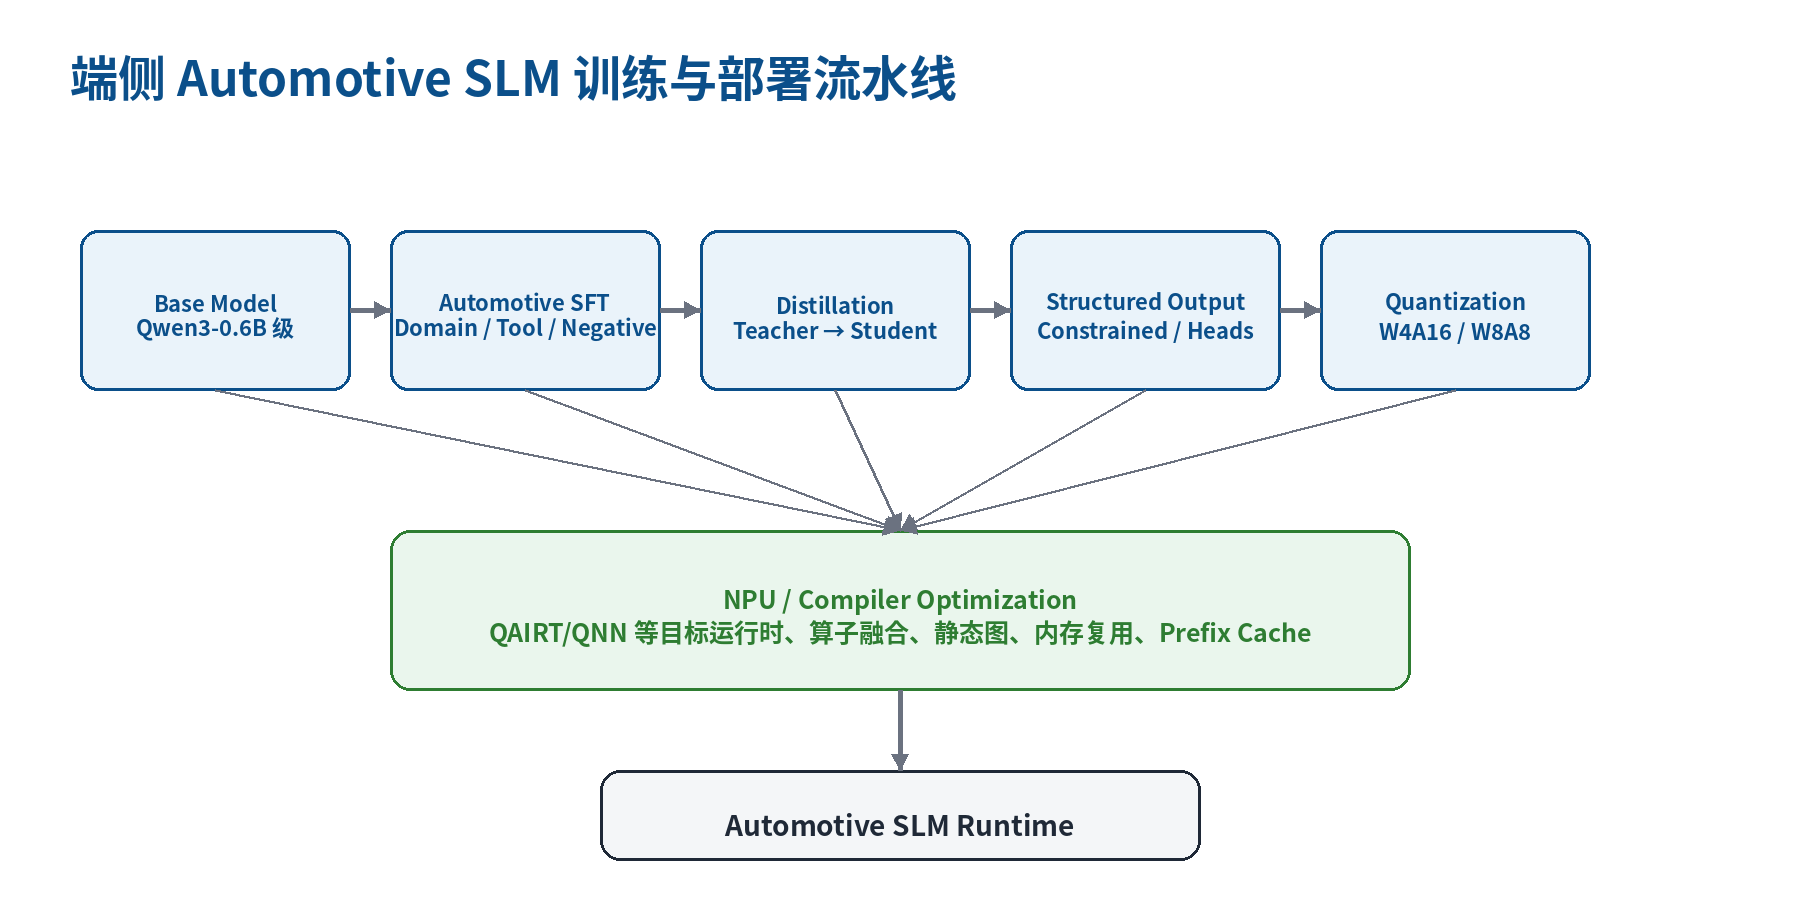 端侧 Automotive SLM 训练与部署流水线
Base Model
Qwen3-0.6B 级
Automotive SFT
Domain / Tool / Negative
Distillation
Teacher → Student
Structured Output
Constrained / Heads
Quantization
W4A16 / W8A8
NPU / Compiler Optimization
QAIRT/QNN 等目标运行时、算子融合、静态图、内存复用、Prefix Cache
Automotive SLM Runtime